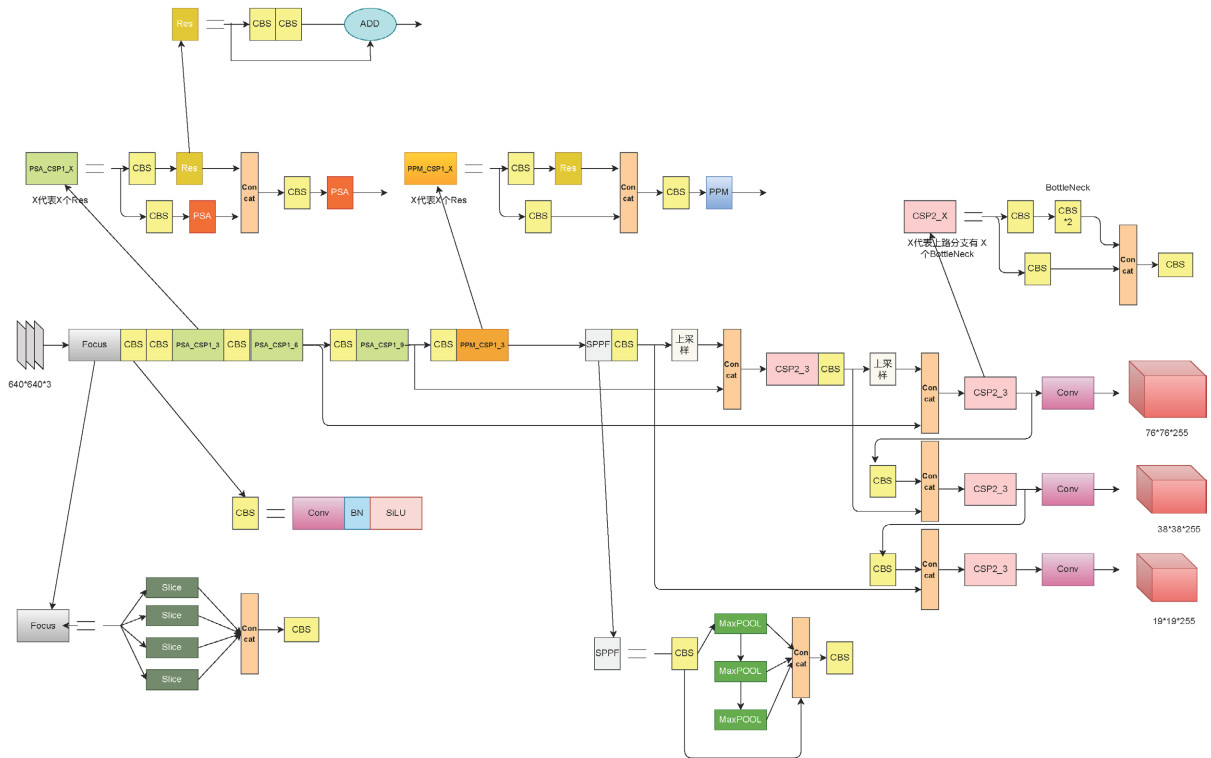 Res
CBS
CBS
ADD
PSA_CSP1_X
X代表X个Res
CBS
Res
CBS
PSA
Con
cat
CBS
PSA
PPM_CSP1_X
X代表X个Res
CBS
Res
CBS
Con
cat
CBS
PPM
BottleNeck
CSP2_X
X代表上路分支有 X
个BottleNeck
CBS
CBS
*2
CBS
Con
cat
CBS
640*640*3
Focus
CBS
CBS
PSA_CSP1_3
CBS
PSA_CSP1_6
CBS
PSA_CSP1_9
CBS
PPM_CSP1_3
SPPF
CBS
上采
样
Con
cat
CSP2_3
CBS
上采
样
Con
cat
CSP2_3
Conv
76*76*255
CBS
Con
cat
CSP2_3
Conv
38*38*255
CBS
Con
cat
CSP2_3
Conv
19*19*255
CBS
Conv
BN
SiLU
Focus
Slice
Slice
Slice
Slice
Con
cat
CBS
SPPF
CBS
MaxPOOL
MaxPOOL
MaxPOOL
Con
cat
CBS